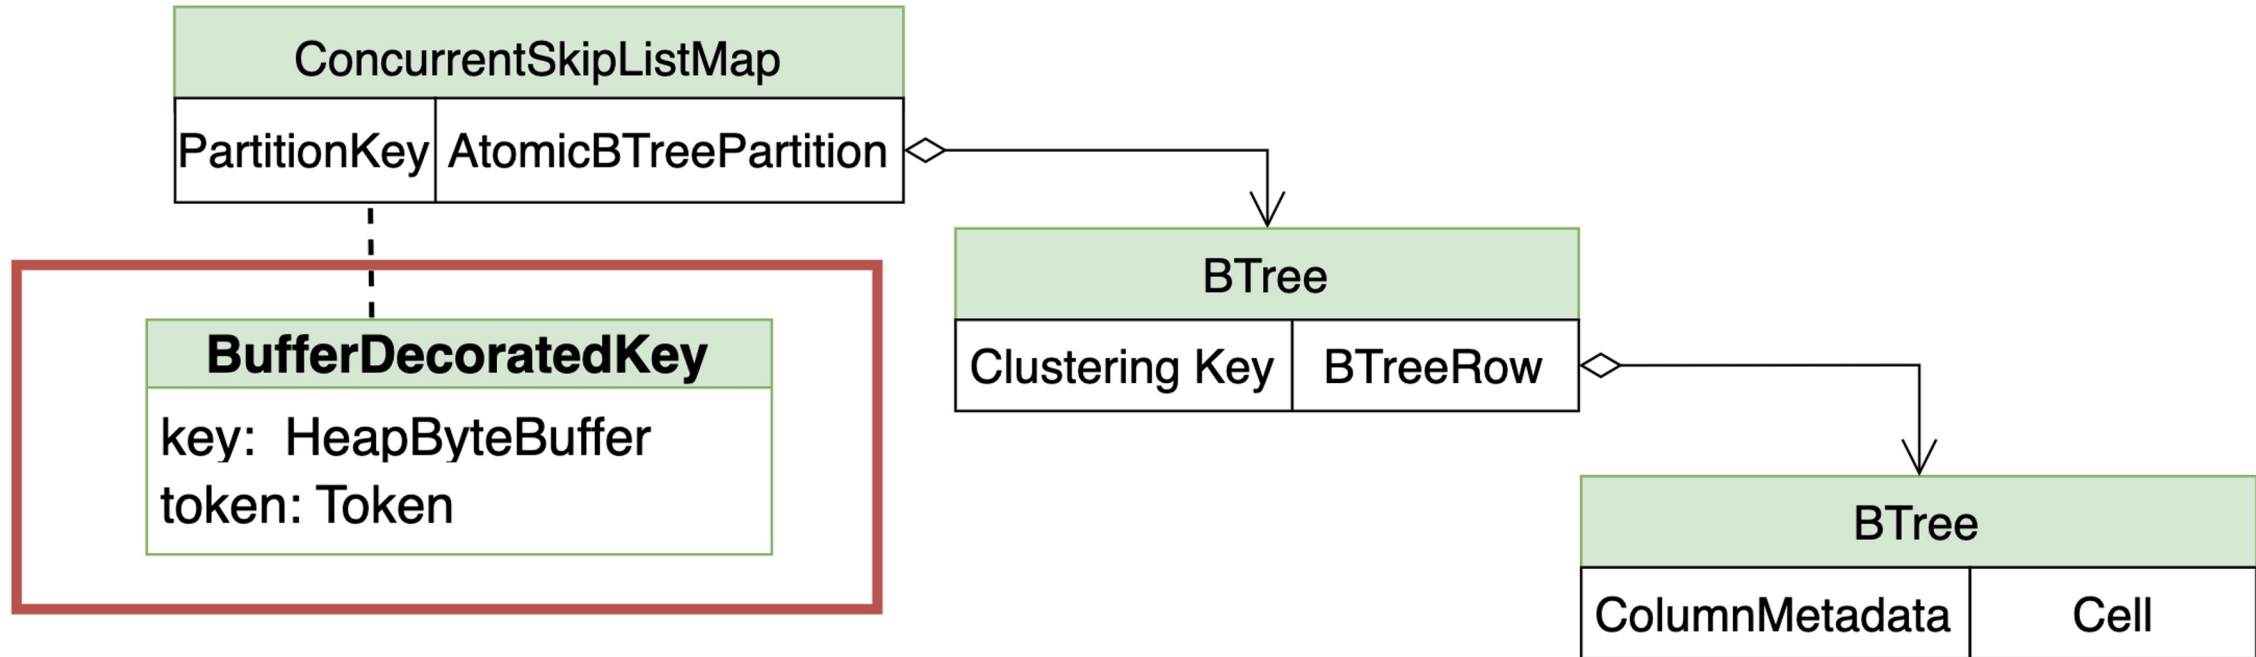 ConcurrentSkipListMap
PartitionKey AtomicBTreePartition
BTree
Clustering Key BTreeRow
BufferDecoratedKey
key: HeapByteBuffer
token: Token
BTree
ColumnMetadata Cell